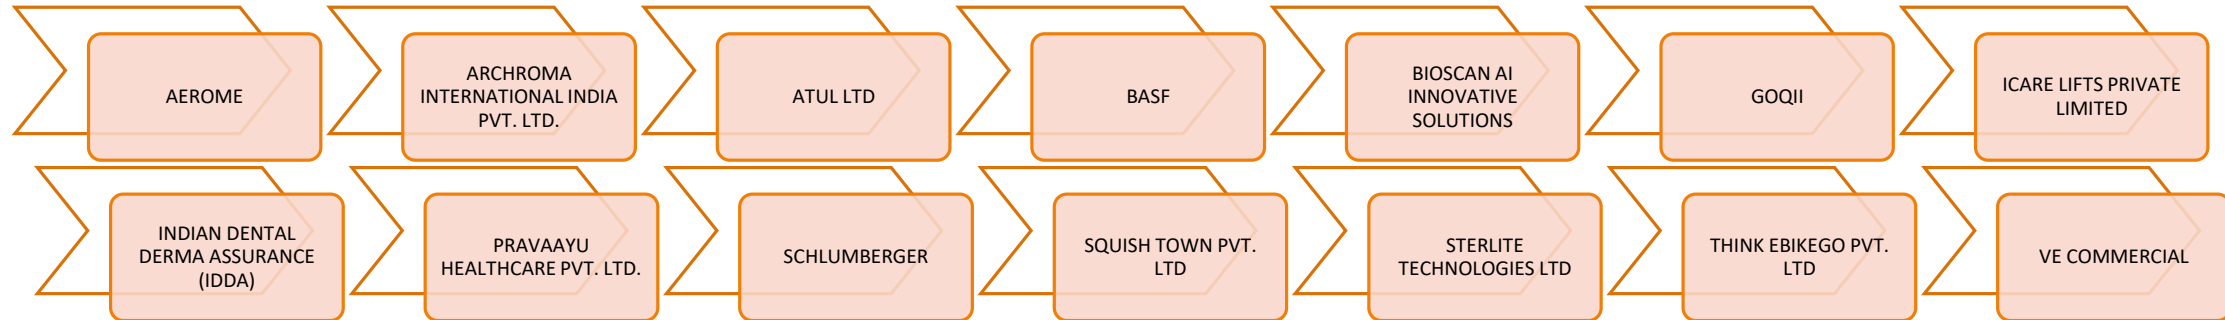 AEROME
ARCHROMA
INTERNATIONAL INDIA
PVT. LTD.
ATUL LTD
BASF
BIOSCAN AI
INNOVATIVE
SOLUTIONS
GOQII
ICARE LIFTS PRIVATE
LIMITED
INDIAN DENTAL
DERMA ASSURANCE
(IDDA)
PRAVAAYU
HEALTHCARE PVT. LTD.
SCHLUMBERGER
SQUISH TOWN PVT.
LTD
STERLITE
TECHNOLOGIES LTD
THINK EBIKEGO PVT.
LTD
VE COMMERCIAL